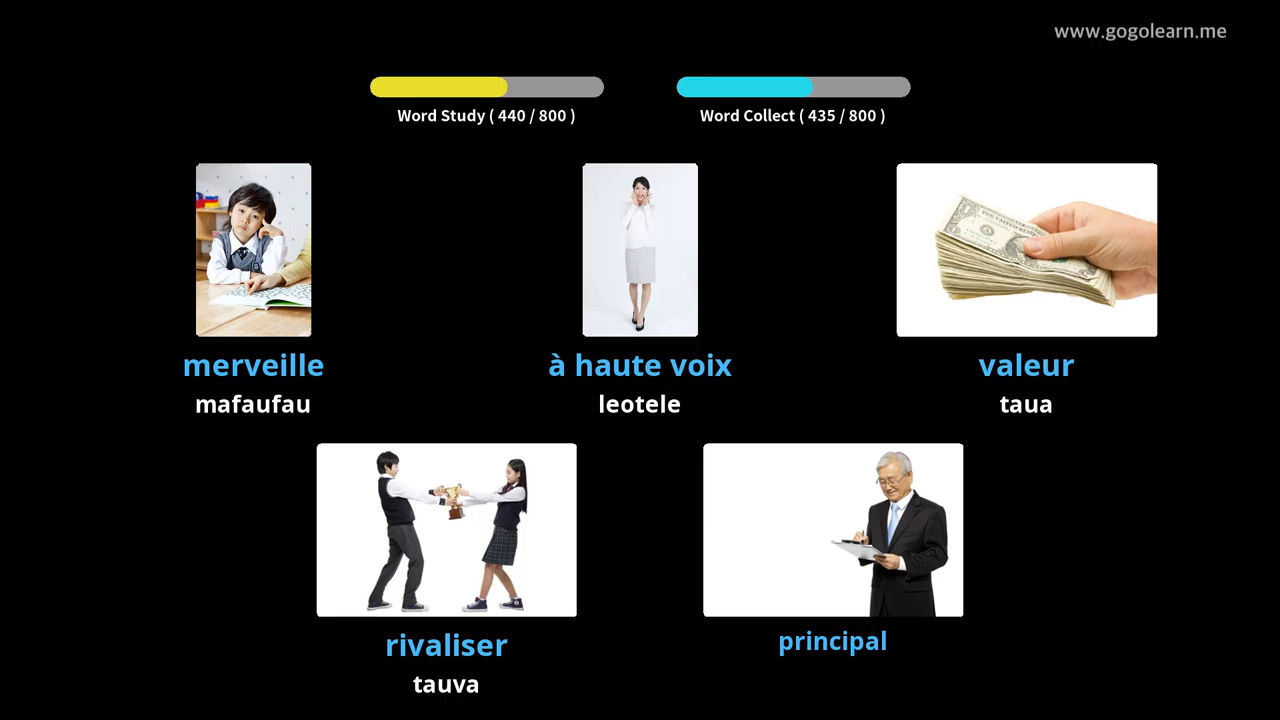 www.gogolearn.me
Word Study ( 440 / 800 )
Word Collect ( 435 / 800 )
merveille
mafaufau
à haute voix
leotele
valeur
taua
rivaliser
tauva
principal